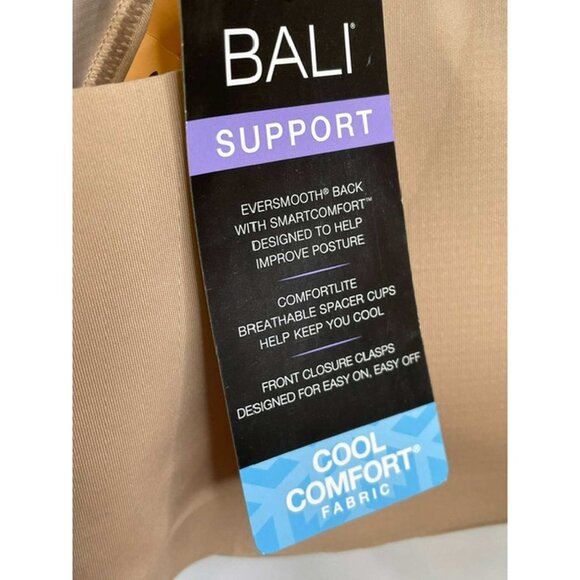 BALI®
SUPPORT
EVERSMOOTH® BACK
WITH SMARTCOMFORT™
DESIGNED TO HELP
IMPROVE POSTURE
COMFORTLITE
BREATHABLE SPACER CUPS
HELP KEEP YOU COOL
FRONT CLOSURE CLASPS
DESIGNED FOR EASY ON, EASY OFF
COOL
COMFORT®
FABRIC